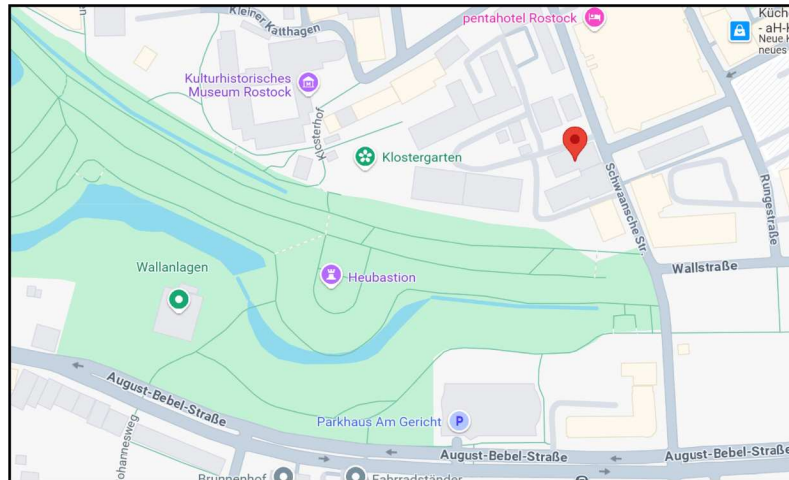 Kleiner Katthagen
pentahotel Rostock
Küch
- aH-K
Neue K
neues
Kulturhistorisches
Museum Rostock
Klosterhof
Klostergarten
Schwaansche Str.
Rungestraße
Wallanlagen
Heubastion
Wallstraße
August-Bebel-Straße
Parkhaus Am Gericht
P
August-Bebel-Straße
August-Bebel-Straße
ohannesweg
Brunnenhof
Fahrradständer